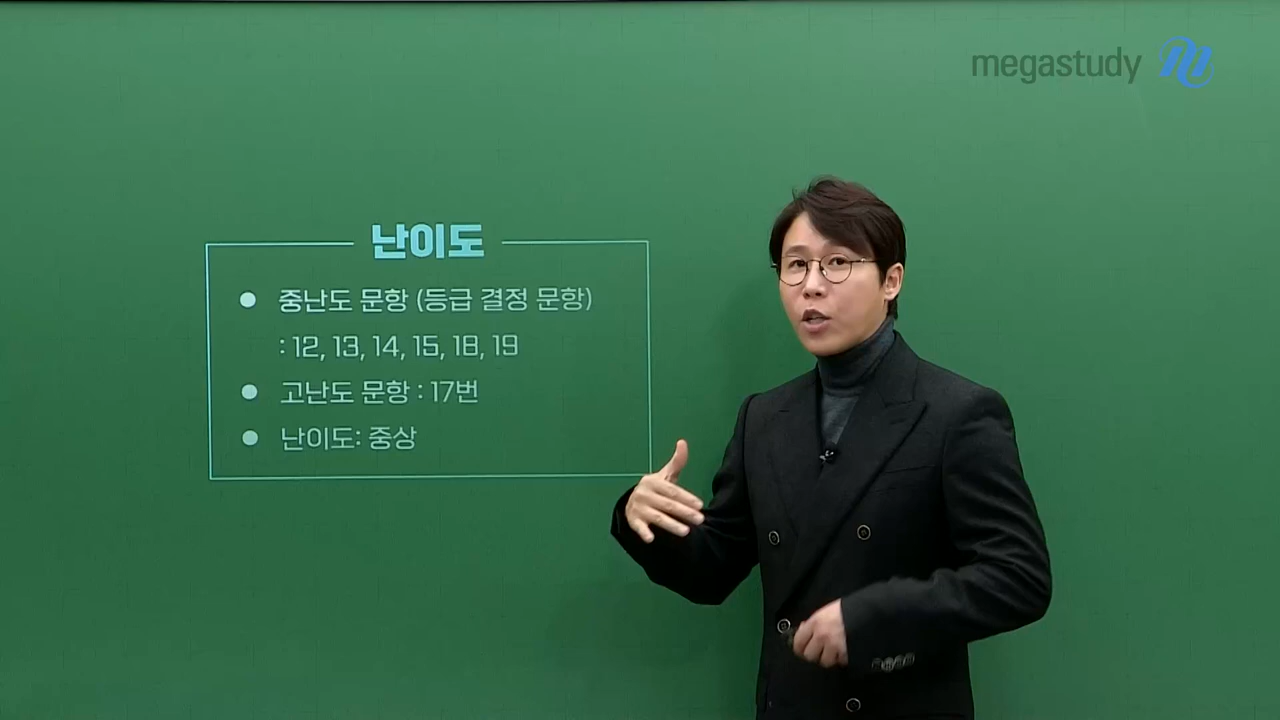 megastudy
난이도
● 중난도 문항 (등급 결정 문항)
: 12, 13, 14, 15, 18, 19
● 고난도 문항 : 17번
● 난이도: 중상